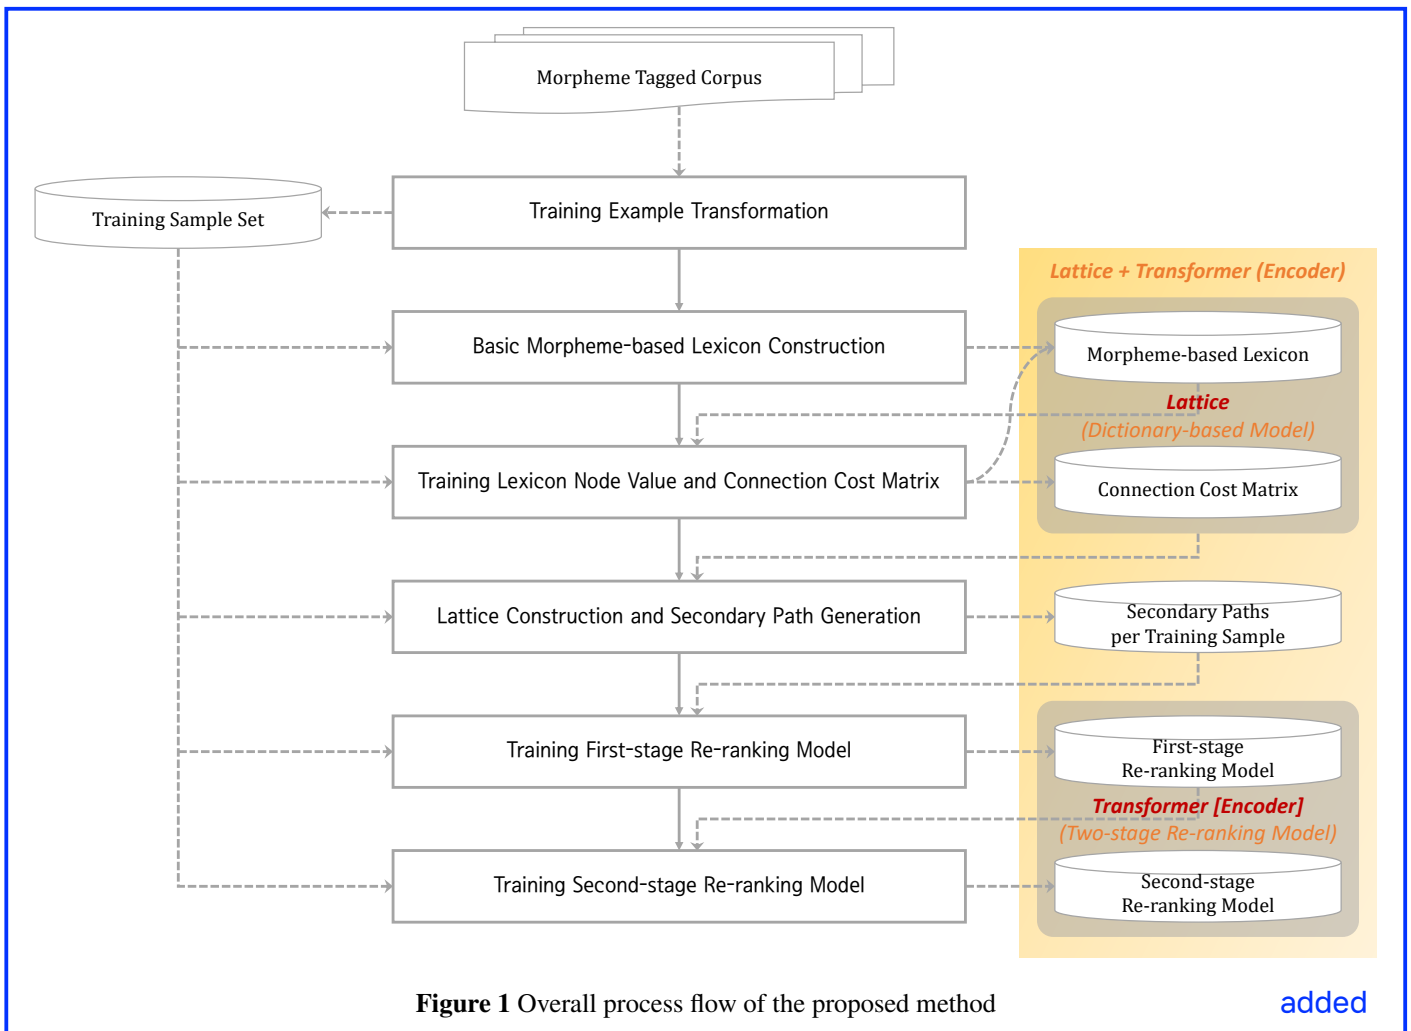 Morpheme Tagged Corpus
Training Sample Set
Training Example Transformation
Lattice + Transformer (Encoder)
Basic Morpheme-based Lexicon Construction
Morpheme-based Lexicon
Lattice
(Dictionary-based Model)
Training Lexicon Node Value and Connection Cost Matrix
Connection Cost Matrix
Lattice Construction and Secondary Path Generation
Secondary Paths
per Training Sample
Training First-stage Re-ranking Model
First-stage
Re-ranking Model
Transformer [Encoder]
(Two-stage Re-ranking Model)
Training Second-stage Re-ranking Model
Second-stage
Re-ranking Model
Figure 1 Overall process flow of the proposed method
added